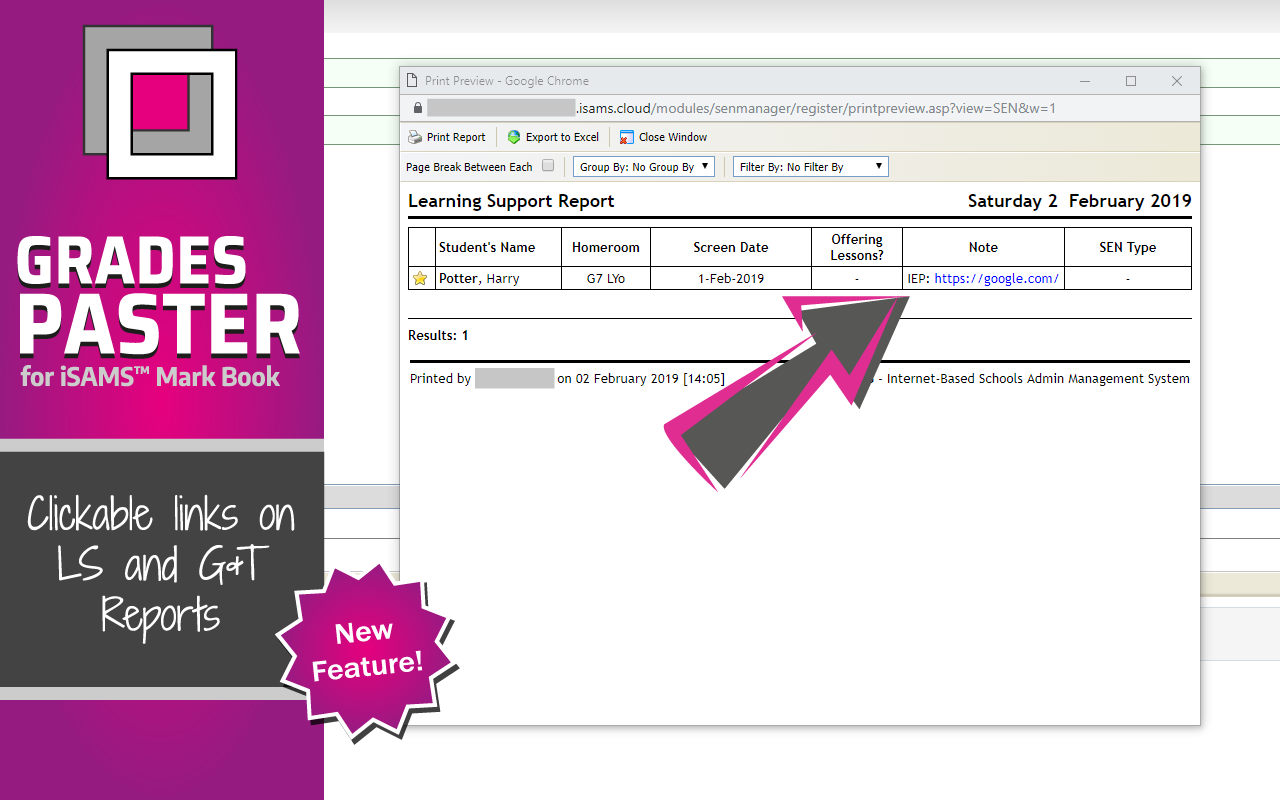 GRADES
PASTER
for iSAMS™ Mark Book
Clickable links on
LS and G&T
Reports
New
Feature!
Print Preview - Google Chrome
.isams.cloud/modules/senmanager/register/printpreview.asp?view=SEN&w=1
Print Report Export to Excel Close Window
Page Break Between Each Group By: No Group By Filter By: No Filter By
Learning Support Report Saturday 2 February 2019
Student's Name Homeroom Screen Date Offering Lessons? Note SEN Type
Potter, Harry G7 LYo 1-Feb-2019 - IEP: https://google.com/ -
Results: 1
Printed by on 02 February 2019 [14:05] - Internet-Based Schools Admin Management System